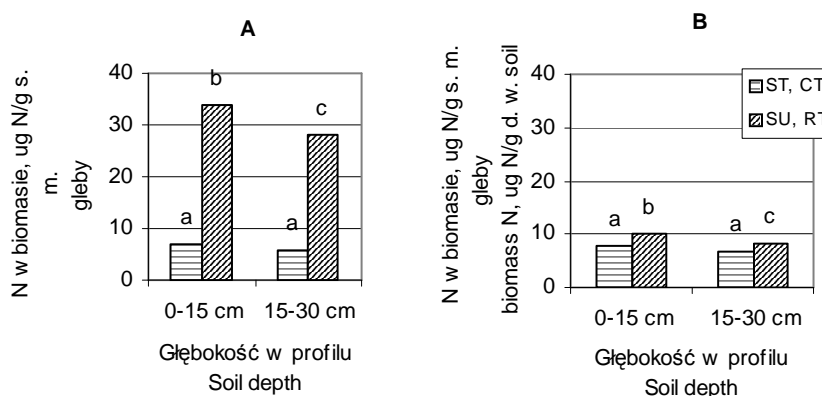 A
N w biomasie, ug N/g s.
m.
gleby
40
30
20
10
0
b
c
a
a
0-15 cm 15-30 cm
Głębokość w profilu
Soil depth
B
N w biomasie, ug N/g s. m.
gleby
biomass N, ug N/g d. w. soil
40
30
20
10
0
ST, CT
SU, RT
a b a c
0-15 cm 15-30 cm
Głębokość w profilu
Soil depth